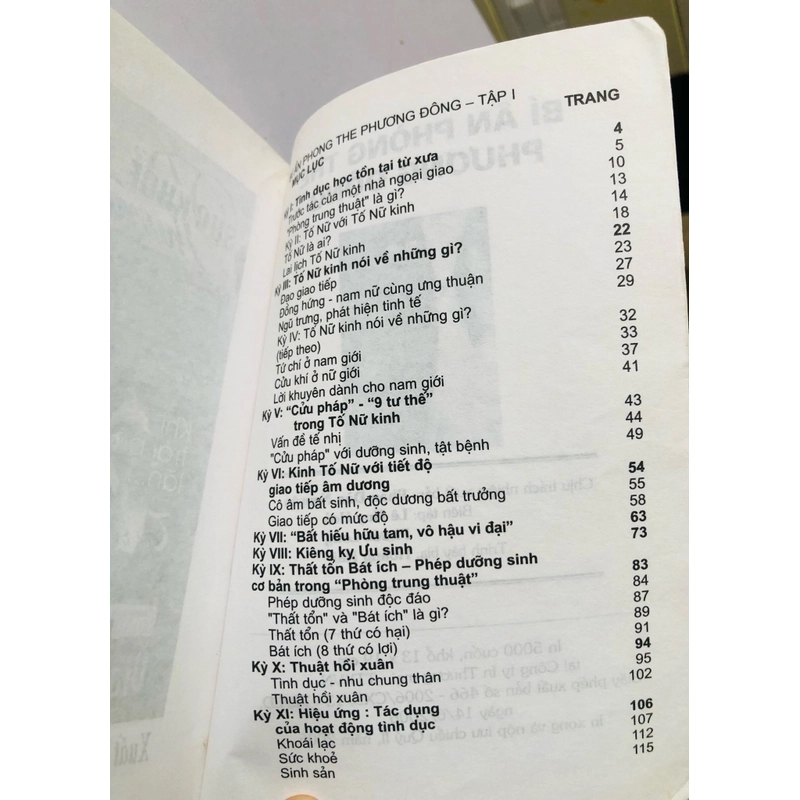 ẨN PHÒNG THE PHƯƠNG ĐÔNG – TẬP I TRANG
MỤC LỤC 4
Tình dục học tồn tại từ xưa 5
Trước tác của một nhà ngoại giao 10
"Phòng trung thuật" là gì? 13
Kỳ II: Tố Nữ với Tố Nữ kinh 14
Tố Nữ là ai? 18
Lai lịch Tố Nữ kinh 22
Kỳ III: Tố Nữ kinh nói về những gì? 23
Đạo giao tiếp 27
Đồng hứng - nam nữ cùng ưng thuận 29
Ngũ trưng, phát hiện tinh tế
Kỳ IV: Tố Nữ kinh nói về những gì? 32
(tiếp theo) 33
Tứ chí ở nam giới 37
Cửu khí ở nữ giới 41
Lời khuyên dành cho nam giới
Kỳ V: "Cửu pháp" - "9 tư thế" 43
trong Tố Nữ kinh 44
Vấn đề tế nhị 49
"Cửu pháp" với dưỡng sinh, tật bệnh
Kỳ VI: Kinh Tố Nữ với tiết độ 54
giao tiếp âm dương 55
Cô âm bất sinh, độc dương bất trưởng 58
Giao tiếp có mức độ 63
Kỳ VII: "Bất hiếu hữu tam, vô hậu vi đại" 73
Kỳ VIII: Kiêng kỵ Ưu sinh
Kỳ IX: Thất tổn Bát ích – Phép dưỡng sinh 83
cơ bản trong "Phòng trung thuật" 84
Phép dưỡng sinh độc đáo 87
"Thất tổn" và "Bát ích" là gì? 89
Thất tổn (7 thứ có hại) 91
Bát ích (8 thứ có lợi) 94
Kỳ X: Thuật hồi xuân 95
Tình dục - nhu chung thân 102
Thuật hồi xuân
Kỳ XI: Hiệu ứng : Tác dụng 106
của hoạt động tình dục 107
Khoái lạc 112
Sức khoẻ 115
Sinh sản